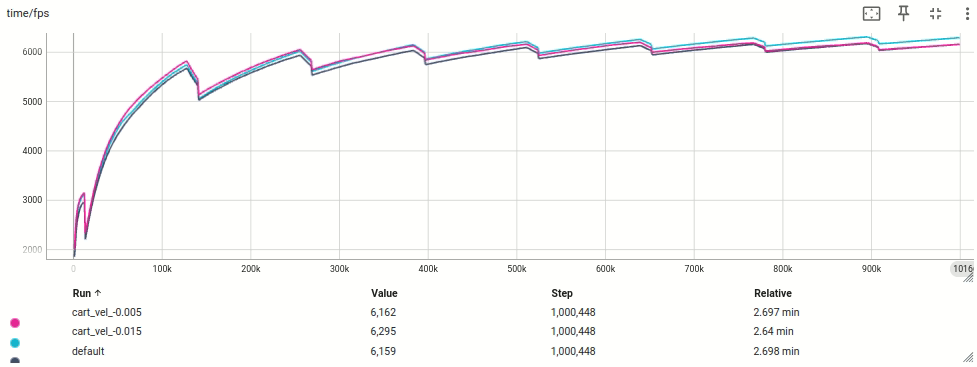 time/fps
6000
5000
4000
3000
2000
0 100k 200k 300k 400k 500k 600k 700k 800k 900k 1016
Run ↑ Value Step Relative
cart_vel_-0.005 6,162 1,000,448 2.697 min
cart_vel_-0.015 6,295 1,000,448 2.64 min
default 6,159 1,000,448 2.698 min